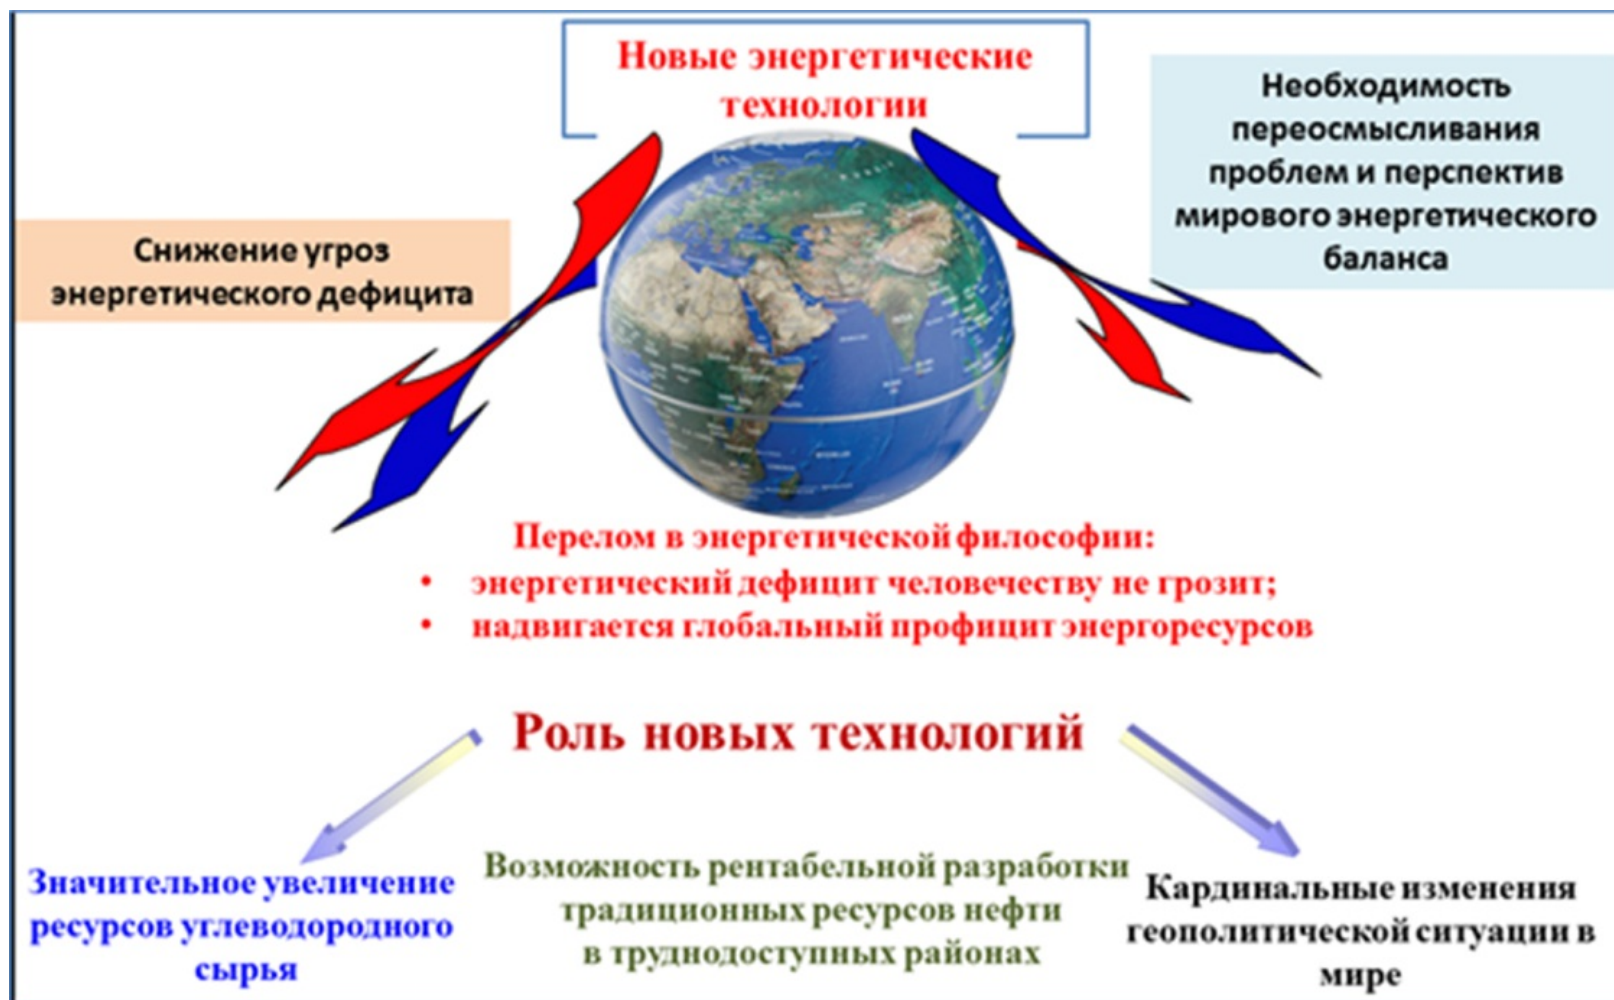 Новые энергетические
технологии
Необходимость
переосмысливания
проблем и перспектив
мирового энергетического
баланса
Снижение угроз
энергетического дефицита
Перелом в энергетической философии:
• энергетический дефицит человечеству не грозит;
• надвигается глобальный профицит энергоресурсов
Роль новых технологий
Значительное увеличение
ресурсов углеводородного
сырья
Возможность рентабельной разработки
традиционных ресурсов нефти
в труднодоступных районах
Кардинальные изменения
геополитической ситуации в
мире